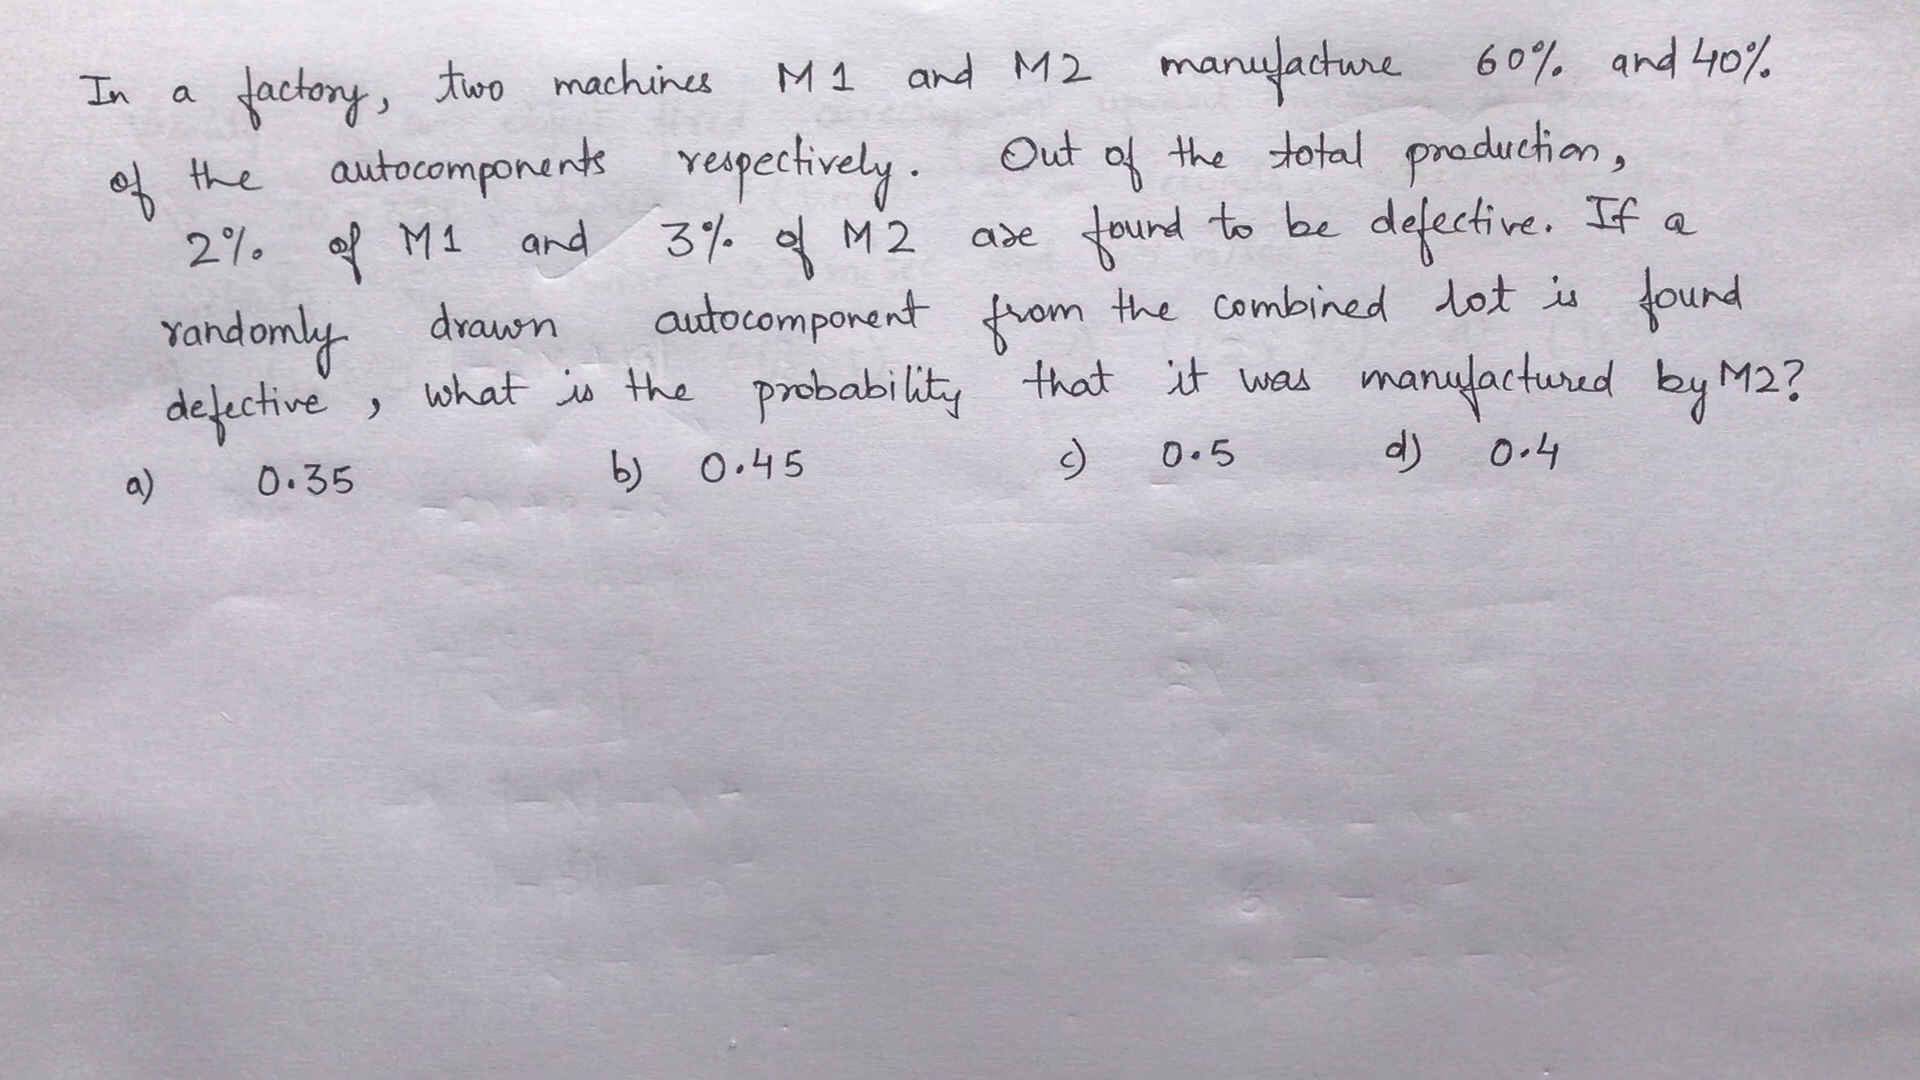 In a factory, two machines M1 and M2 manufacture 60% and 40%
of the autocomponents respectively. Out of the total production,
2% of M1 and 3% of M2 are found to be defective. If a
randomly drawn autocomponent from the combined lot is found
defective, what is the probability that it was manufactured by M2?
a) 0.35 b) 0.45 c) 0.5 d) 0.4